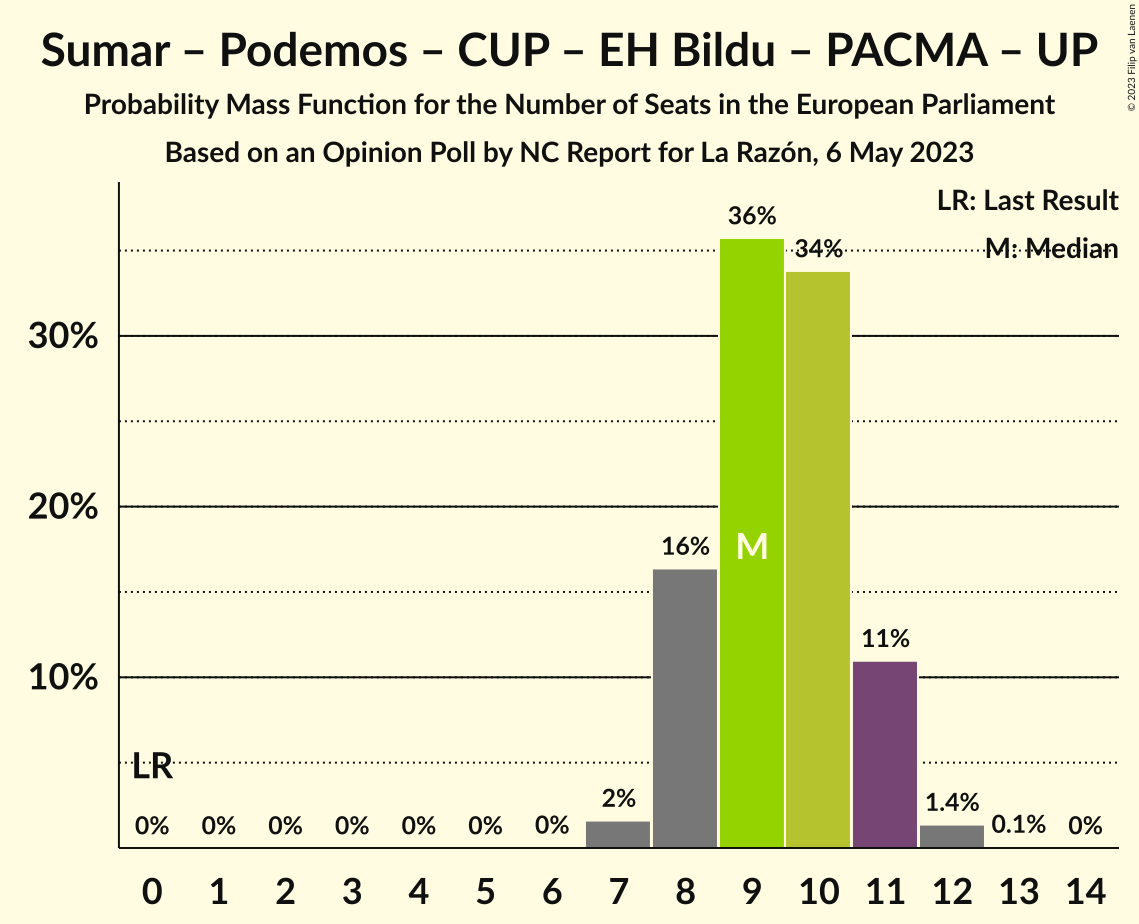 Sumar – Podemos – CUP – EH Bildu – PACMA – UP
Probability Mass Function for the Number of Seats in the European Parliament
Based on an Opinion Poll by NC Report for La Razón, 6 May 2023
© 2023 Filip van Laenen
LR: Last Result
M: Median
36%
34%
30%
20%
16%
M
11%
10%
LR
0% 0% 0% 0% 0% 0% 0% 2% 1.4% 0.1% 0%
0 1 2 3 4 5 6 7 8 9 10 11 12 13 14